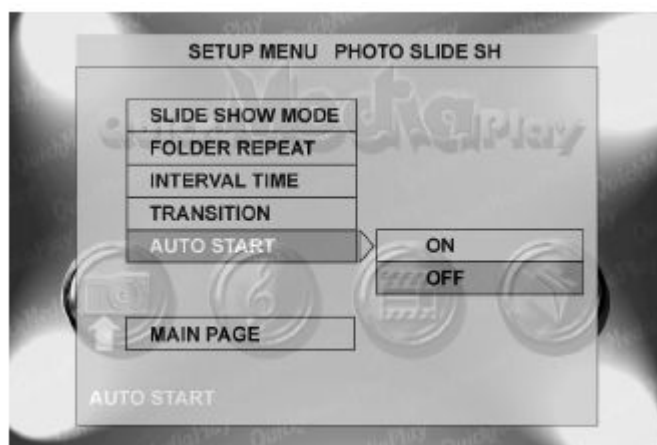 SETUP MENU PHOTO SLIDE SH
SLIDE SHOW MODE
FOLDER REPEAT
INTERVAL TIME
TRANSITION
AUTO START
ON
OFF
MAIN PAGE
AUTO START